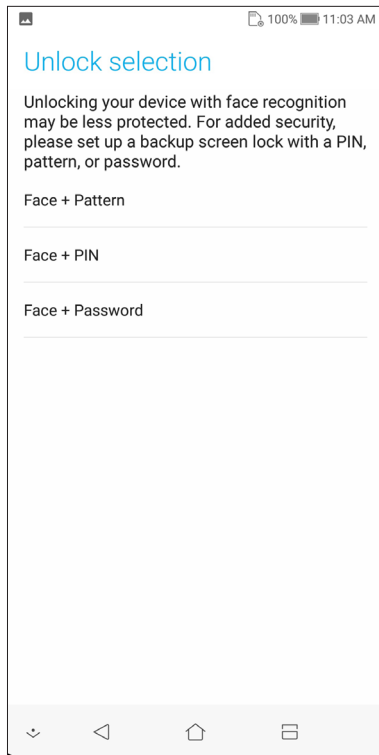 100% 11:03 AM
Unlock selection
Unlocking your device with face recognition
may be less protected. For added security,
please set up a backup screen lock with a PIN,
pattern, or password.
Face + Pattern
Face + PIN
Face + Password